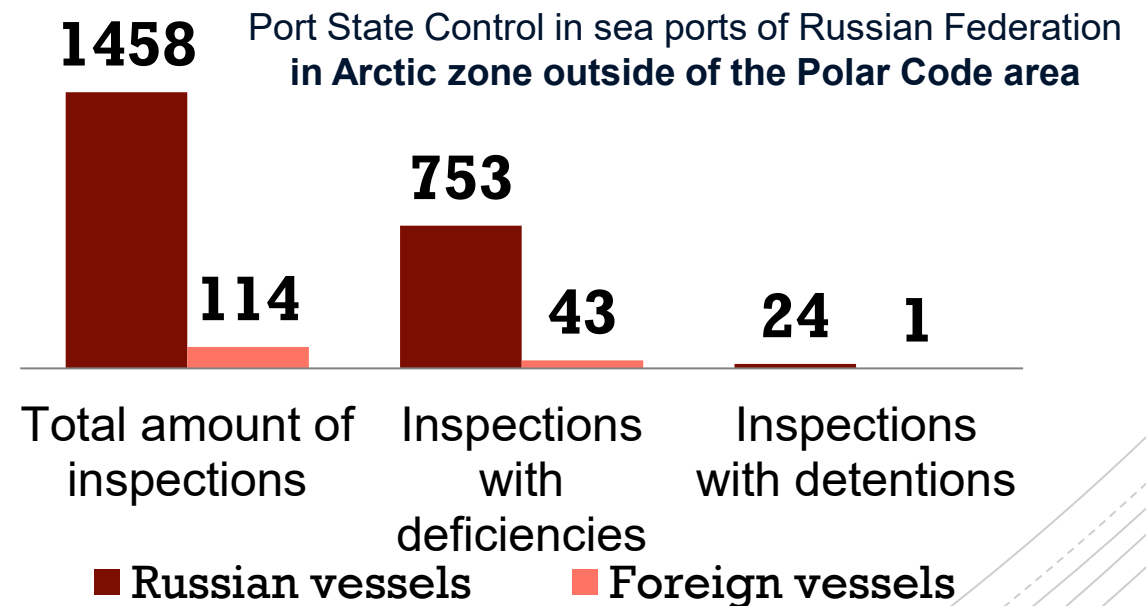 Port State Control in sea ports of Russian Federation
in Arctic zone outside of the Polar Code area
1458
114
753
43
24
1
Total amount of
inspections
Inspections
with
deficiencies
Inspections
with detentions
Russian vessels
Foreign vessels